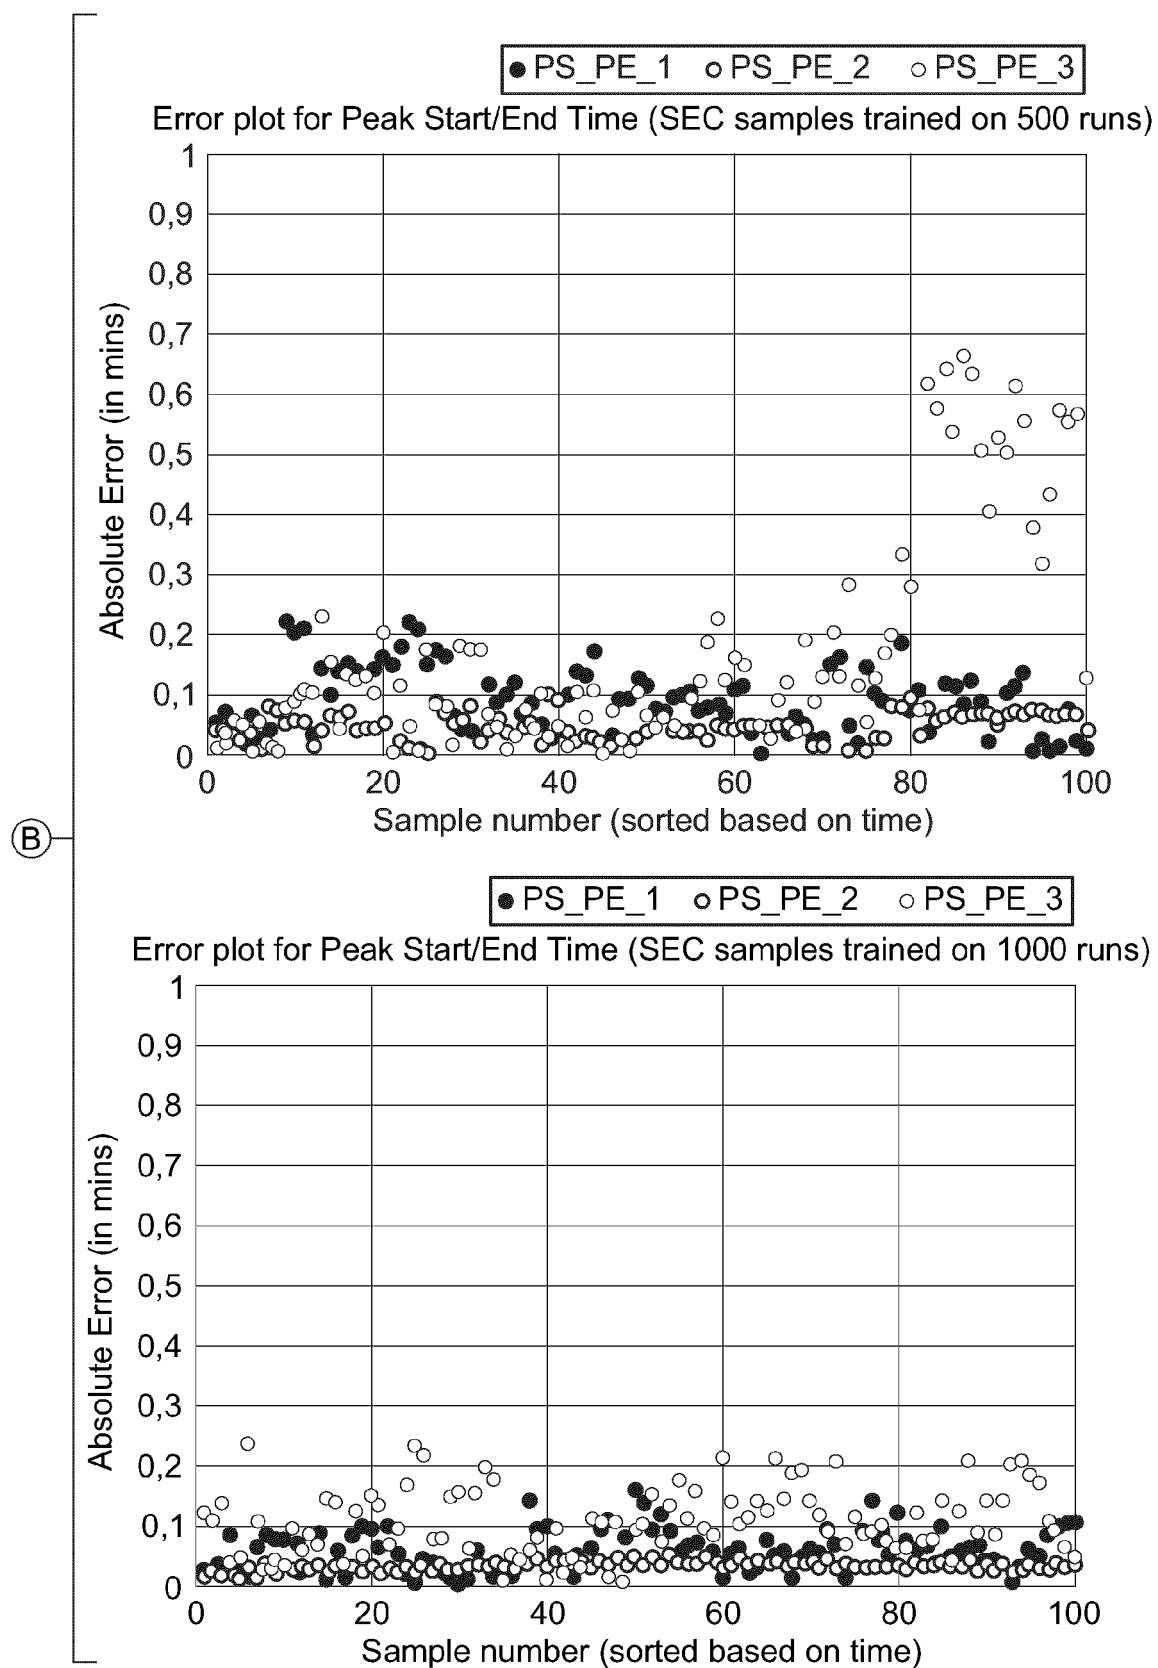 PS_PE_1 PS_PE_2 PS_PE_3
Error plot for Peak Start/End Time (SEC samples trained on 500 runs)
1
0,9
0,8
0,7
0,6
0,5
0,4
0,3
0,2
0,1
0
Absolute Error (in mins)
0 20 40 60 80 100
Sample number (sorted based on time)
B
PS_PE_1 PS_PE_2 PS_PE_3
Error plot for Peak Start/End Time (SEC samples trained on 1000 runs)
1
0,9
0,8
0,7
0,6
0,5
0,4
0,3
0,2
0,1
0
Absolute Error (in mins)
0 20 40 60 80 100
Sample number (sorted based on time)